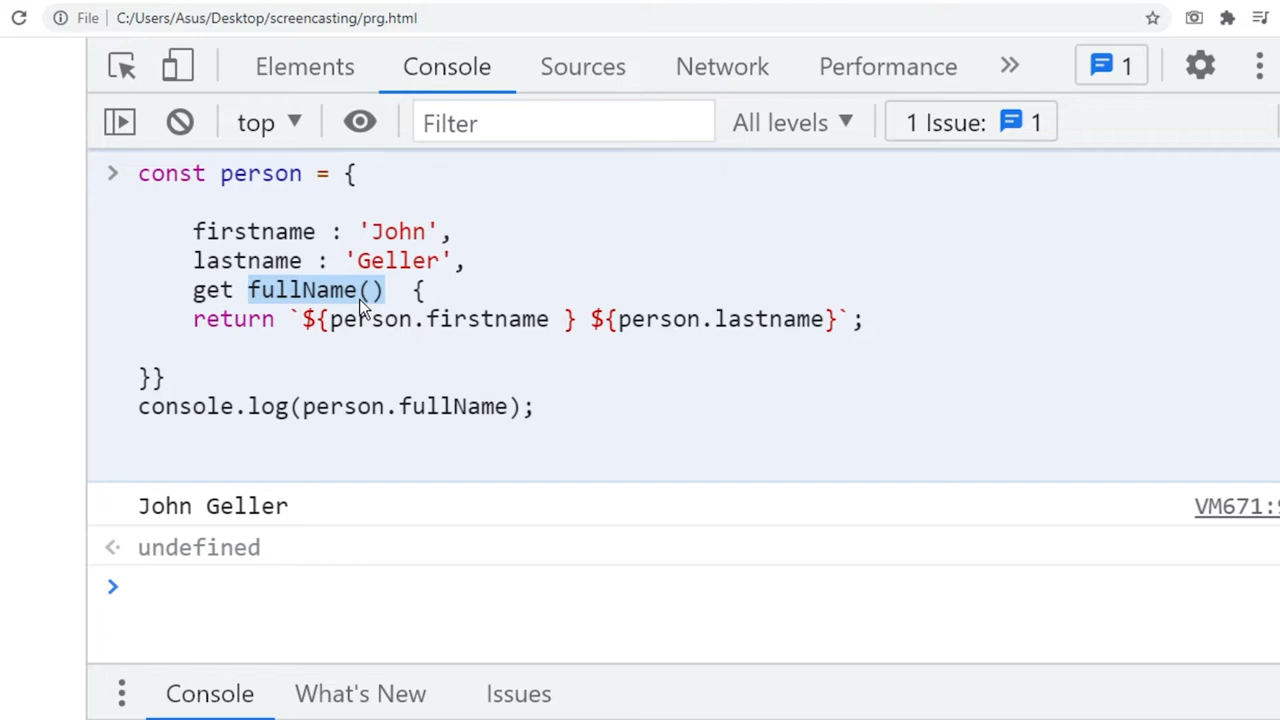 File C:/Users/Asus/Desktop/screencasting/prg.html
Elements Console Sources Network Performance » 1
top ▼ Filter All levels ▼ 1 Issue: 1
> const person = {
firstname : 'John',
lastname : 'Geller',
get fullName() {
return `${person.firstname } ${person.lastname}`;
}}
console.log(person.fullName);
John Geller VM671:9
undefined
>
Console What's New Issues